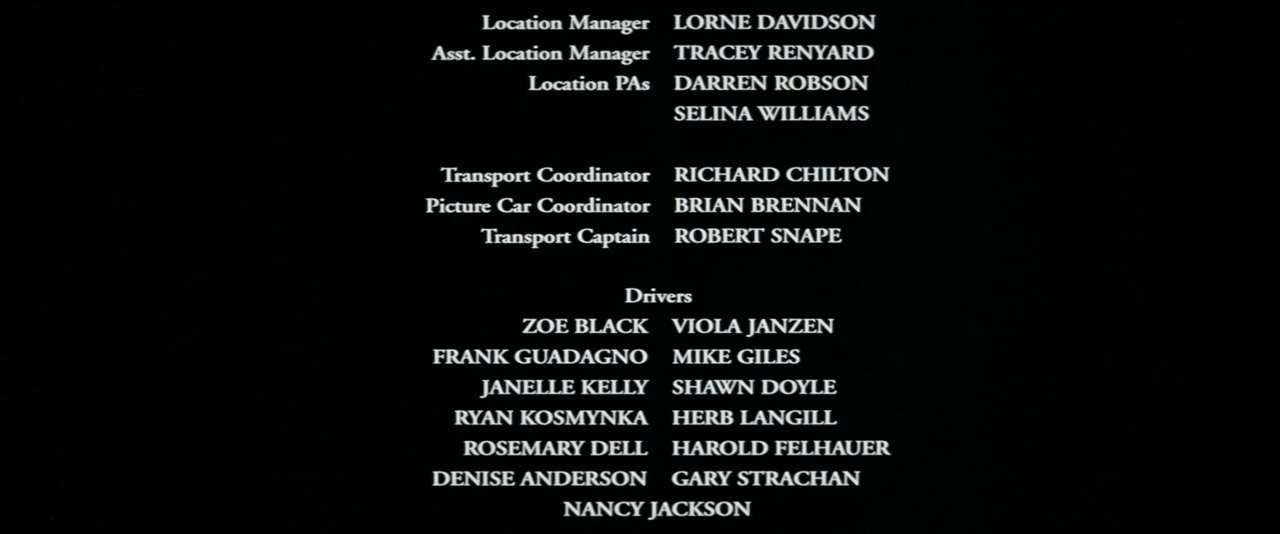 Location Manager LORNE DAVIDSON
Asst. Location Manager TRACEY RENYARD
Location PAs DARREN ROBSON
SELINA WILLIAMS
Transport Coordinator RICHARD CHILTON
Picture Car Coordinator BRIAN BRENNAN
Transport Captain ROBERT SNAPE
Drivers
ZOE BLACK VIOLA JANZEN
FRANK GUADAGNO MIKE GILES
JANELLE KELLY SHAWN DOYLE
RYAN KOSMYNKA HERB LANGILL
ROSEMARY DELL HAROLD FELHAUER
DENISE ANDERSON GARY STRACHAN
NANCY JACKSON